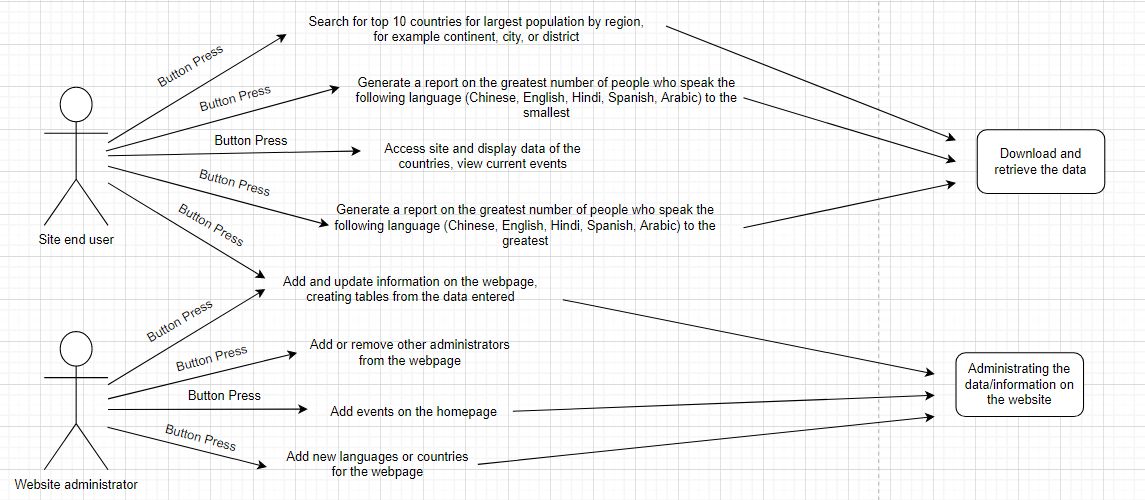 Search for top 10 countries for largest population by region,
for example continent, city, or district
Button Press
Generate a report on the greatest number of people who speak the
following language (Chinese, English, Hindi, Spanish, Arabic) to the
smallest
Button Press
Button Press
Access site and display data of the
countries, view current events
Download and
retrieve the data
Button Press
Generate a report on the greatest number of people who speak the
following language (Chinese, English, Hindi, Spanish, Arabic) to the
greatest
Button Press
Site end user
Add and update information on the webpage,
creating tables from the data entered
Button Press
Add or remove other administrators
from the webpage
Button Press
Administrating the
data/information on
the website
Button Press
Add events on the homepage
Button Press
Add new languages or countries
for the webpage
Website administrator